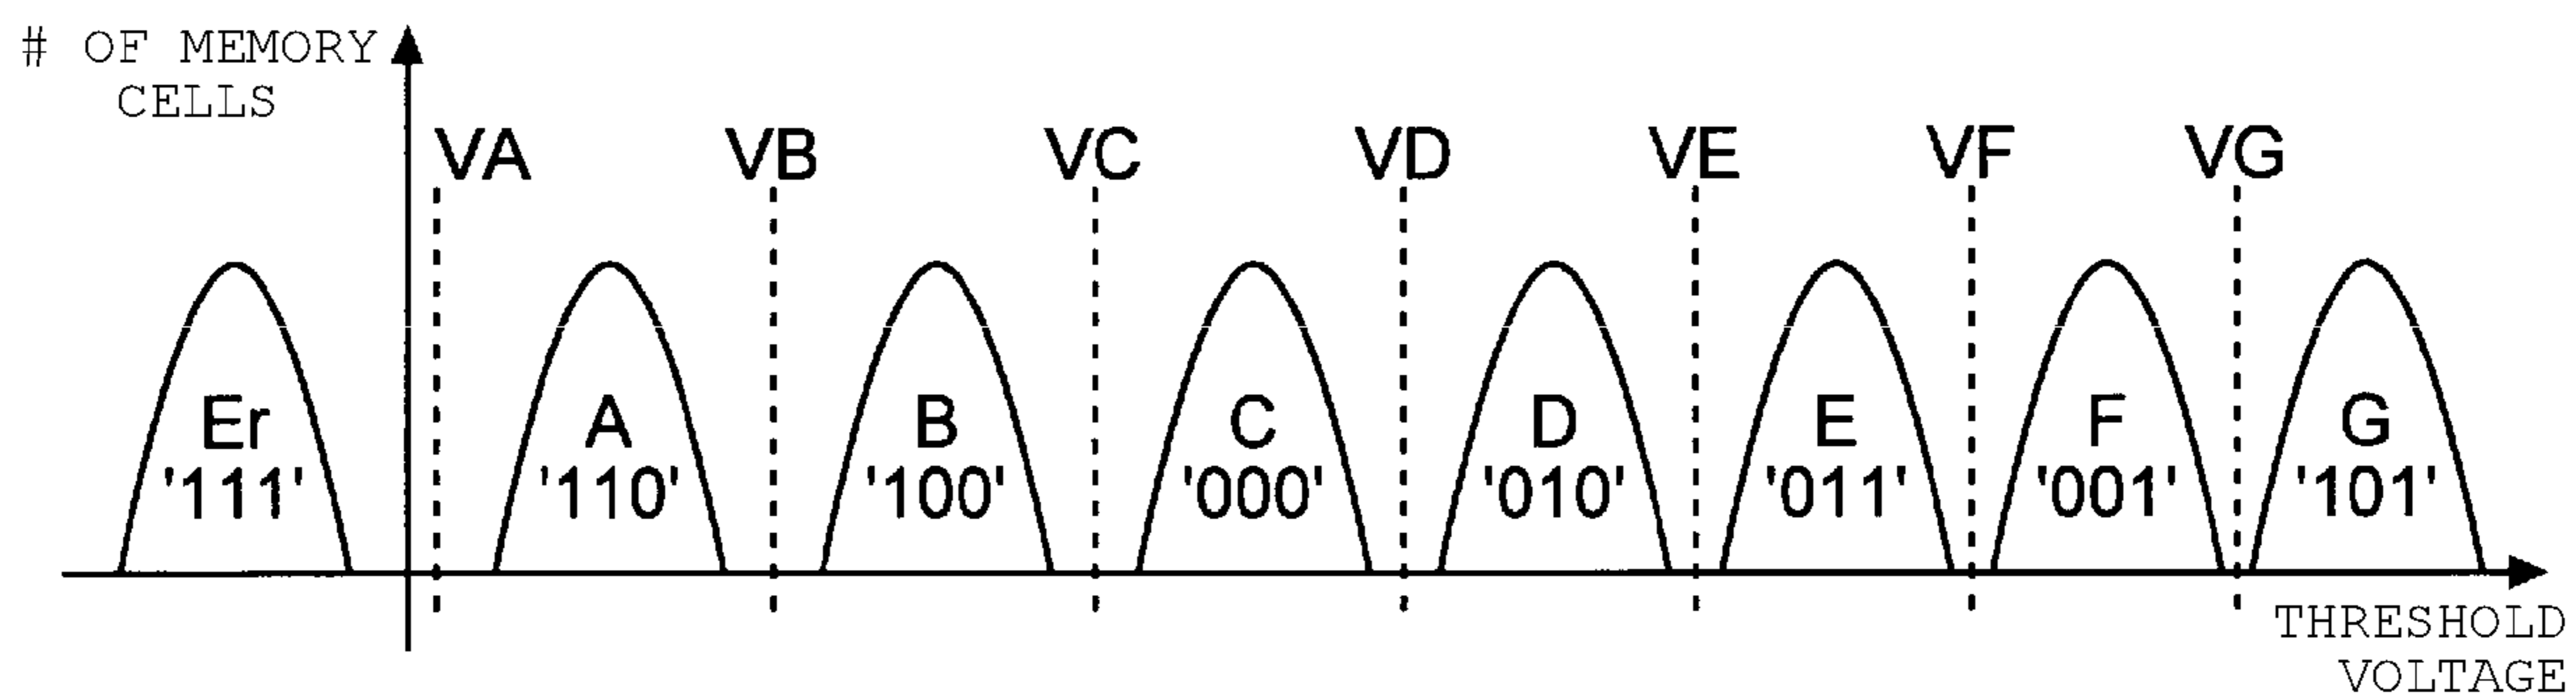 # OF MEMORY
CELLS
VA VB VC VD VE VF VG
Er A B C D E F G
'111' '110' '100' '000' '010' '011' '001' '101'
THRESHOLD
VOLTAGE